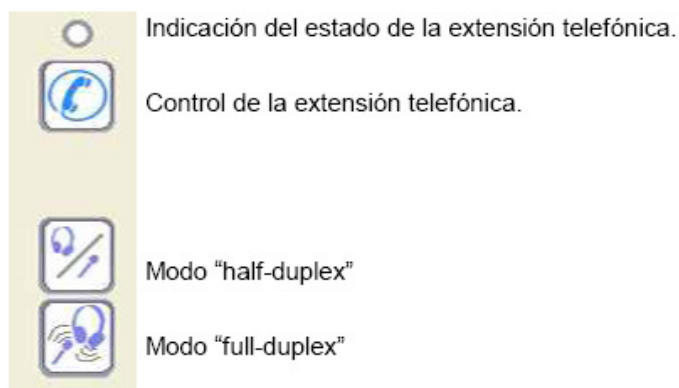 Indicación del estado de la extensión telefónica.
Control de la extensión telefónica.
Modo “half-duplex”
Modo “full-duplex”